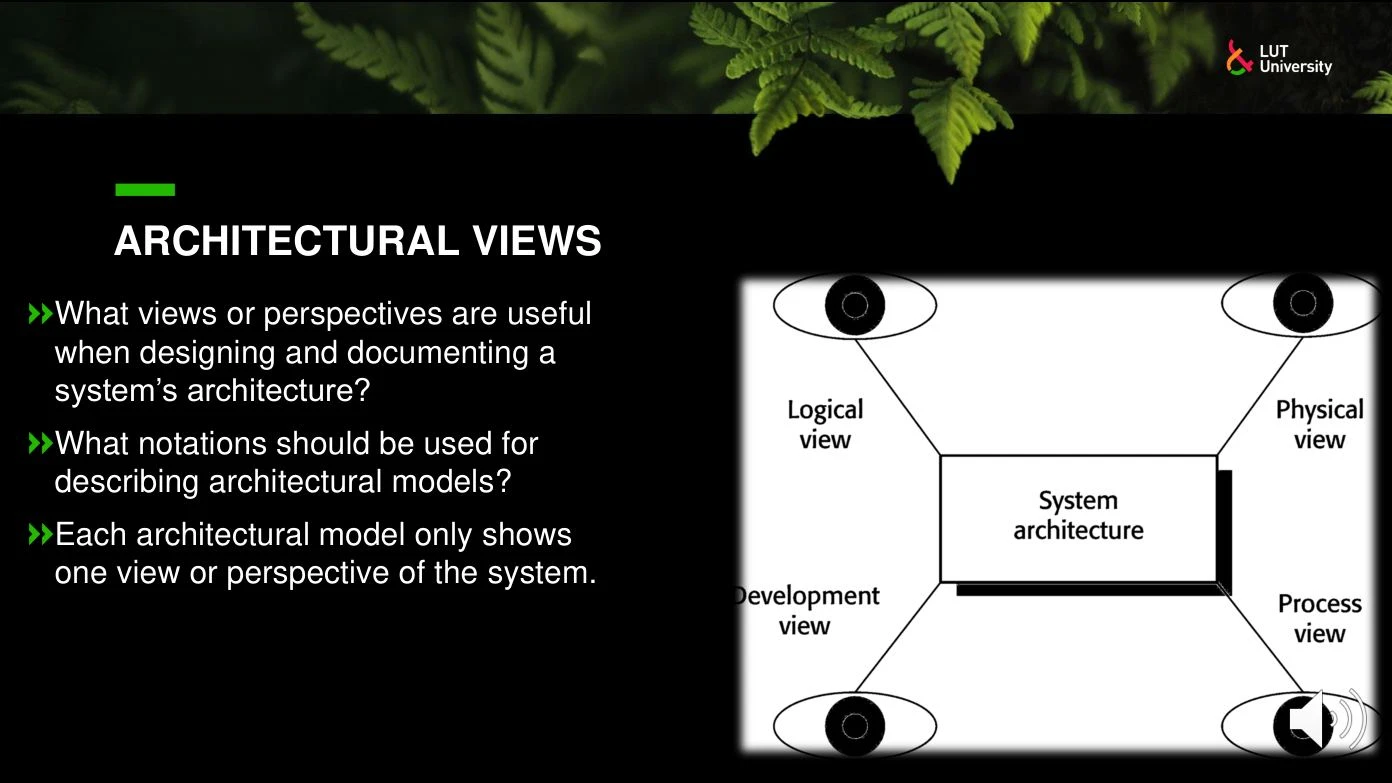 LUT
University
ARCHITECTURAL VIEWS
What views or perspectives are useful
when designing and documenting a
system’s architecture?
What notations should be used for
describing architectural models?
Each architectural model only shows
one view or perspective of the system.
Logical
view
Physical
view
System
architecture
Development
view
Process
view